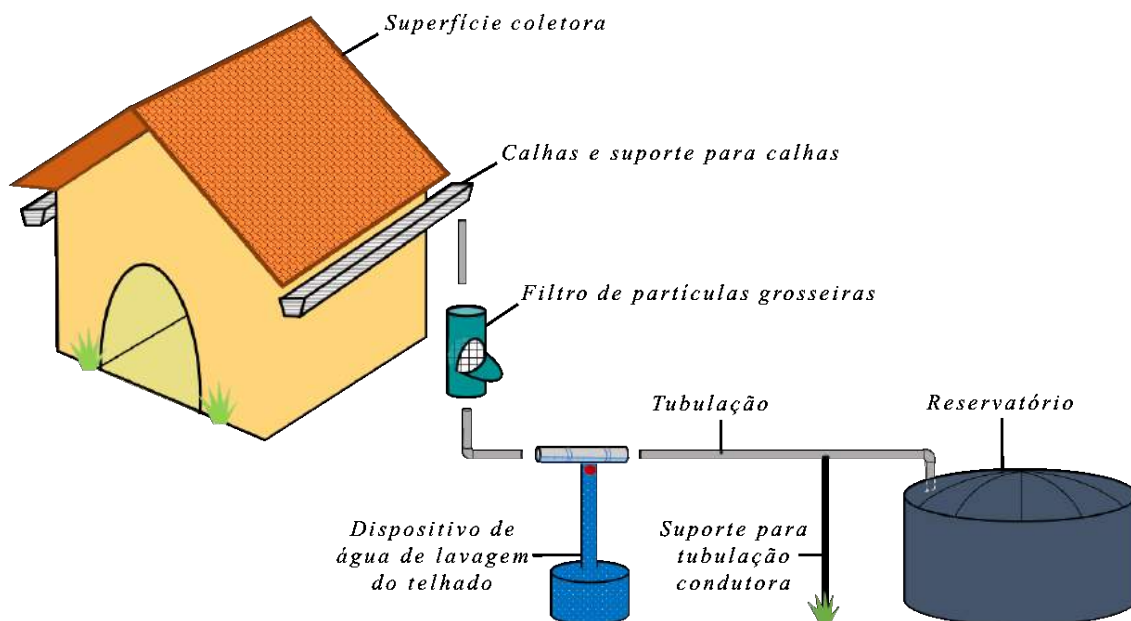 Superfície coletora
Calhas e suporte para calhas
Filtro de partículas grosseiras
Tubulação
Reservatório
Dispositivo de
água de lavagem
do telhado
Suporte para
tubulação
condutora